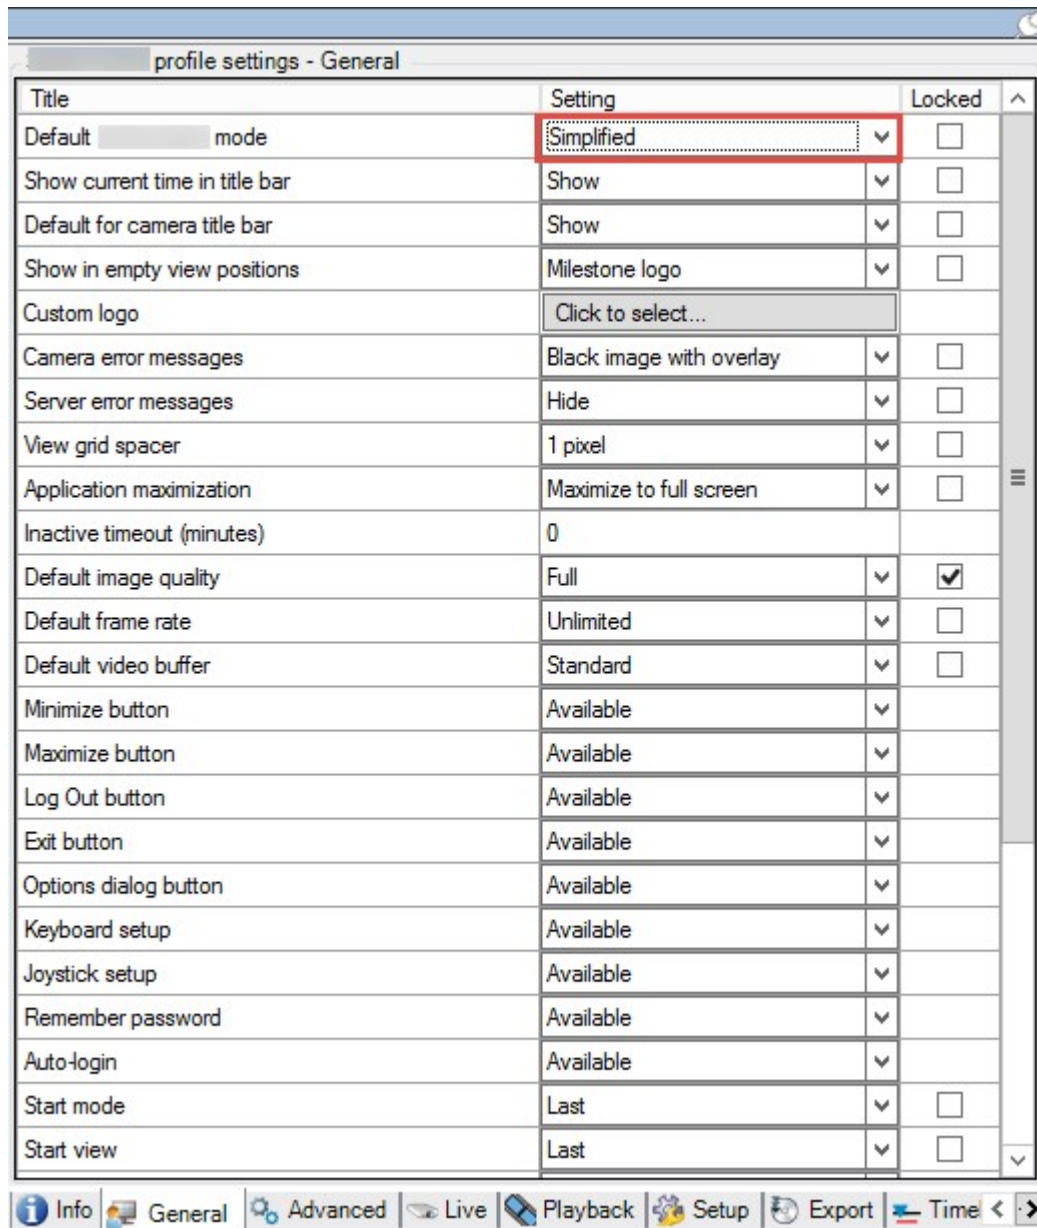 profile settings - General
Title Setting Locked
Default mode Simplified
Show current time in title bar Show
Default for camera title bar Show
Show in empty view positions Milestone logo
Custom logo Click to select...
Camera error messages Black image with overlay
Server error messages Hide
View grid spacer 1 pixel
Application maximization Maximize to full screen
Inactive timeout (minutes) 0
Default image quality Full
Default frame rate Unlimited
Default video buffer Standard
Minimize button Available
Maximize button Available
Log Out button Available
Exit button Available
Options dialog button Available
Keyboard setup Available
Joystick setup Available
Remember password Available
Auto-login Available
Start mode Last
Start view Last
Info General Advanced Live Playback Setup Export Time